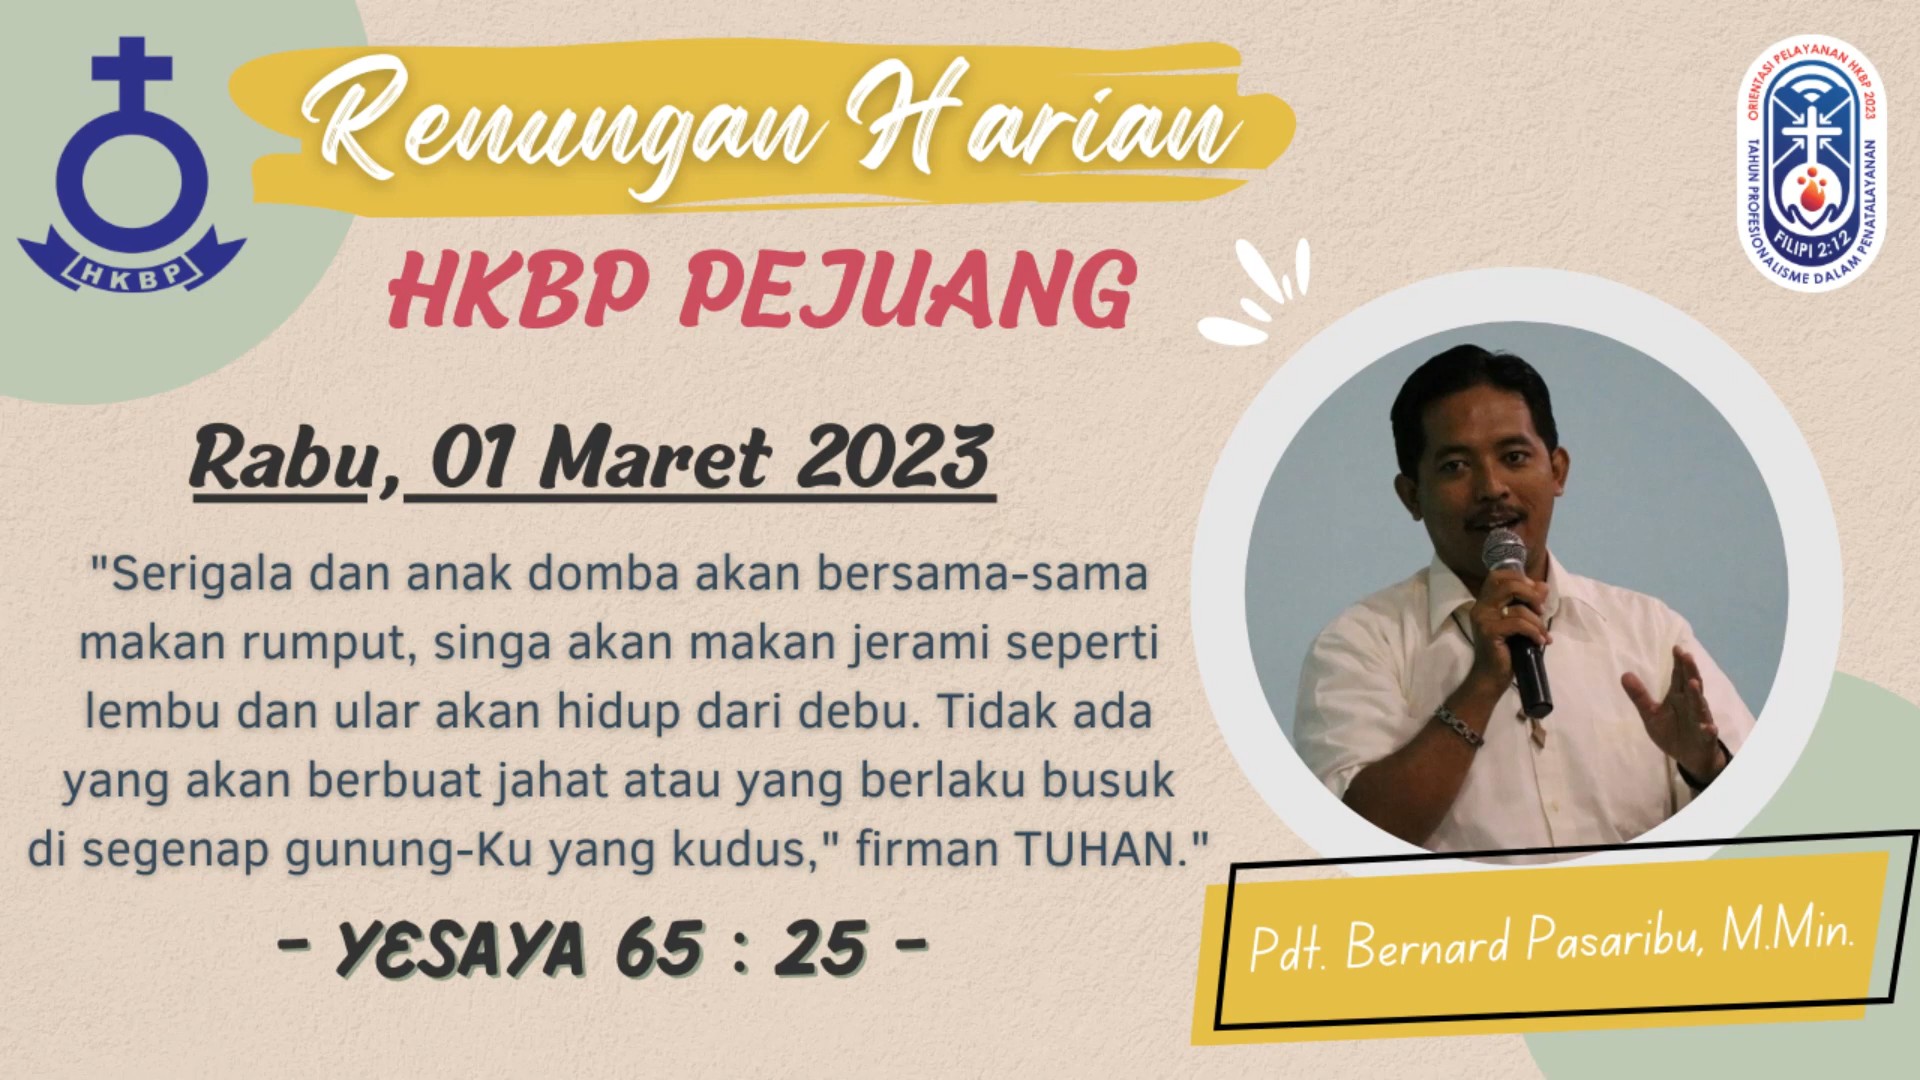 Renungan Harian
HKBP PEJUANG
HKBP
ORIENTASI PELAYANAN HKBP 2023
TAHUN PROFESIONALISME DALAM PENATALAYANAN
FILIPI 2:12
Rabu, 01 Maret 2023
"Serigala dan anak domba akan bersama-sama
makan rumput, singa akan makan jerami seperti
lembu dan ular akan hidup dari debu. Tidak ada
yang akan berbuat jahat atau yang berlaku busuk
di segenap gunung-Ku yang kudus," firman TUHAN."
- YESAYA 65 : 25 -
Pdt. Bernard Pasaribu, M.Min.